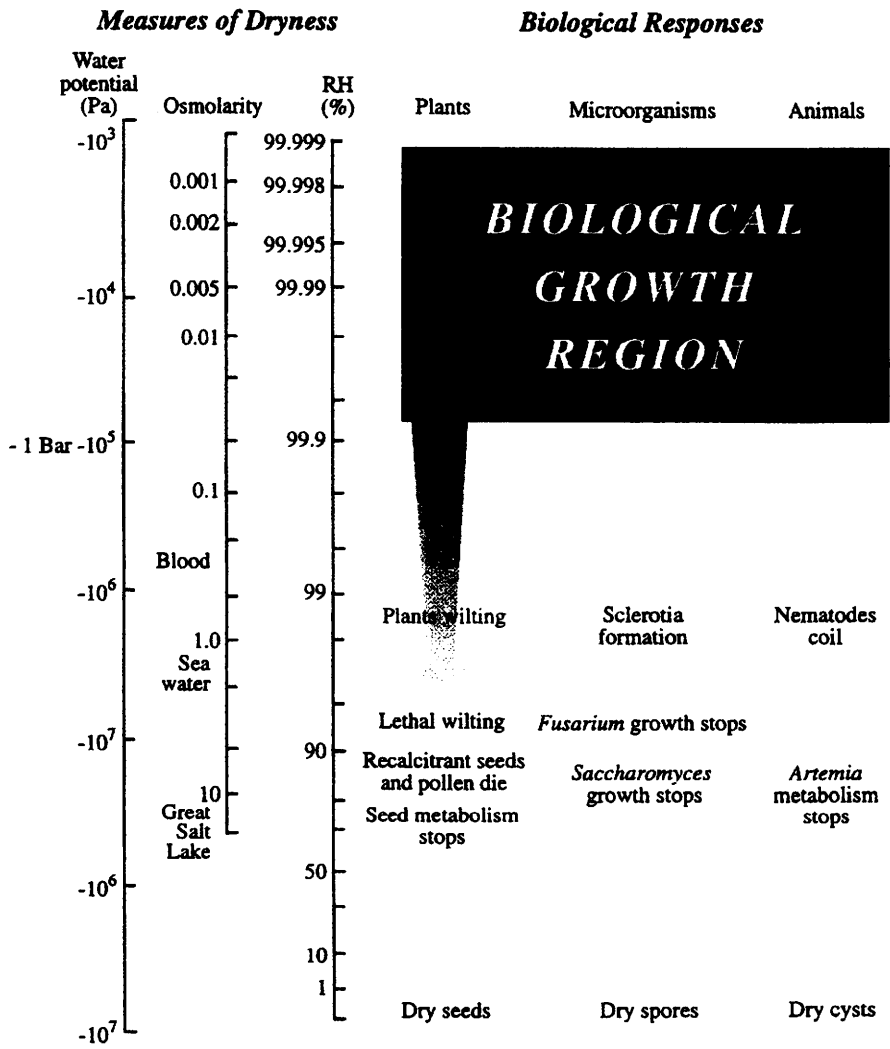 Measures of Dryness
Biological Responses
Water
potential
(Pa)
Osmolarity
RH
(%)
Plants
Microorganisms
Animals
-10³
99.999
0.001
99.998
0.002
99.995
0.005
99.99
-10⁴
0.01
BIOLOGICAL
GROWTH
REGION
- 1 Bar -10⁵
99.9
0.1
Blood
-10⁶
99
Plants wilting
Sclerotia
formation
Nematodes
coil
1.0
Sea
water
Lethal wilting
Fusarium growth stops
-10⁷
90
Recalcitrant seeds
and pollen die
Saccharomyces
growth stops
Artemia
metabolism
stops
10
Great
Salt
Lake
Seed metabolism
stops
50
-10⁶
10
1
Dry seeds
Dry spores
Dry cysts
-10⁷